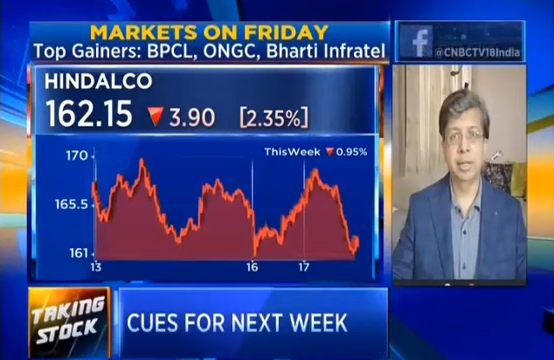 MARKETS ON FRIDAY
Top Gainers: BPCL, ONGC, Bharti Infratel
f @CNBCTV18India
HINDALCO
162.15 ▼ 3.90 [2.35%]
ThisWeek ▼ 0.95%
170
165.5
161
13 16 17
TAKING
STOCK
CUES FOR NEXT WEEK